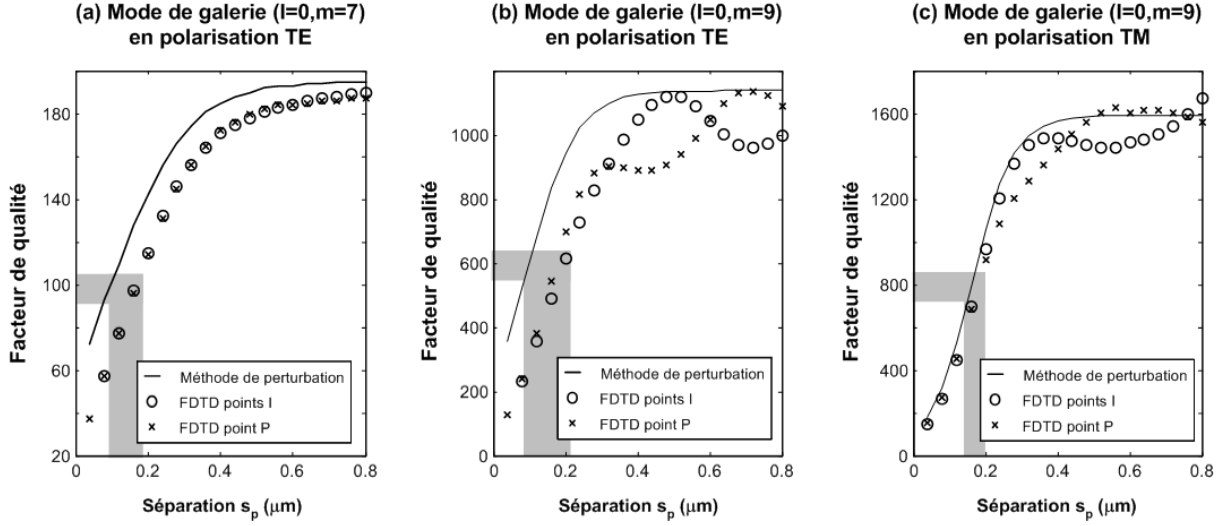 (a) Mode de galerie (l=0,m=7)
en polarisation TE
Facteur de qualité
180
140
100
60
20
0
0.2
0.4
0.6
0.8
Séparation sp (μm)
Méthode de perturbation
FDTD points I
FDTD point P
(b) Mode de galerie (l=0,m=9)
en polarisation TE
Facteur de qualité
1000
800
600
400
200
0
0
0.2
0.4
0.6
0.8
Séparation sp (μm)
Méthode de perturbation
FDTD points I
FDTD point P
(c) Mode de galerie (l=0,m=9)
en polarisation TM
Facteur de qualité
1600
1200
800
400
0
0
0.2
0.4
0.6
0.8
Séparation sp (μm)
Méthode de perturbation
FDTD points I
FDTD point P